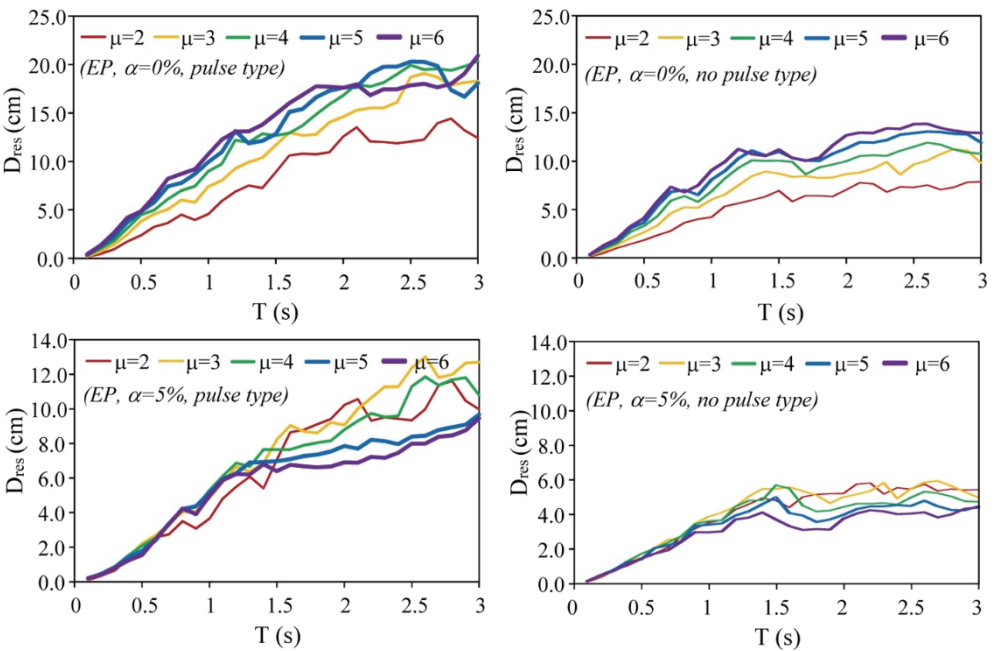 25.0
20.0
15.0
10.0
5.0
0.0
D_res (cm)
μ=2 μ=3 μ=4 μ=5 μ=6
(EP, α=0%, pulse type)
0 0.5 1 1.5 2 2.5 3
T (s)
25.0
20.0
15.0
10.0
5.0
0.0
D_res (cm)
μ=2 μ=3 μ=4 μ=5 μ=6
(EP, α=0%, no pulse type)
0 0.5 1 1.5 2 2.5 3
T (s)
14.0
12.0
10.0
8.0
6.0
4.0
2.0
0.0
D_res (cm)
μ=2 μ=3 μ=4 μ=5 μ=6
(EP, α=5%, pulse type)
0 0.5 1 1.5 2 2.5 3
T (s)
14.0
12.0
10.0
8.0
6.0
4.0
2.0
0.0
D_res (cm)
μ=2 μ=3 μ=4 μ=5 μ=6
(EP, α=5%, no pulse type)
0 0.5 1 1.5 2 2.5 3
T (s)